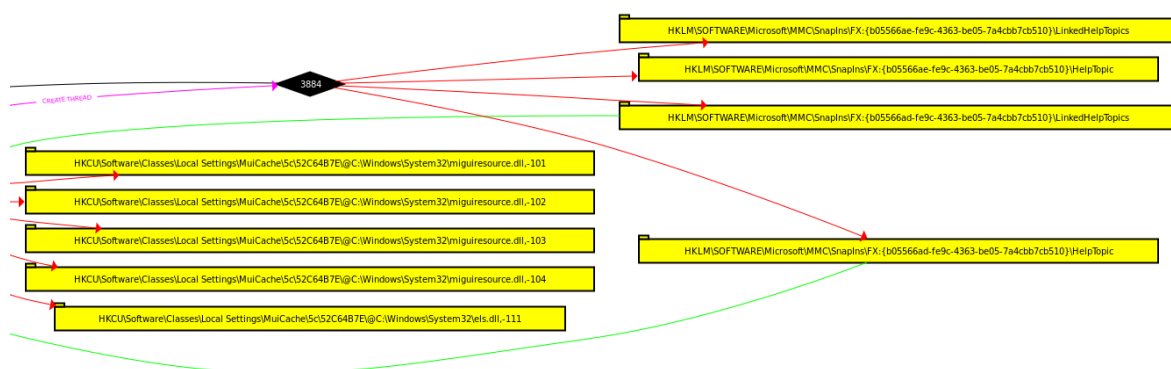 HKLM\SOFTWARE\Microsoft\MMC\SnapIns\FX:{b05566ae-fe9c-4363-be05-7a4cbb7cb510}\LinkedHelpTopics
3884
HKLM\SOFTWARE\Microsoft\MMC\SnapIns\FX:{b05566ae-fe9c-4363-be05-7a4cbb7cb510}\HelpTopic
CREATE THREAD
HKLM\SOFTWARE\Microsoft\MMC\SnapIns\FX:{b05566ad-fe9c-4363-be05-7a4cbb7cb510}\LinkedHelpTopics
HKCU\Software\Classes\Local Settings\MuiCache\5c\52C64B7E\@C:\Windows\System32\miguiresource.dll,-101
HKCU\Software\Classes\Local Settings\MuiCache\5c\52C64B7E\@C:\Windows\System32\miguiresource.dll,-102
HKCU\Software\Classes\Local Settings\MuiCache\5c\52C64B7E\@C:\Windows\System32\miguiresource.dll,-103
HKLM\SOFTWARE\Microsoft\MMC\SnapIns\FX:{b05566ad-fe9c-4363-be05-7a4cbb7cb510}\HelpTopic
HKCU\Software\Classes\Local Settings\MuiCache\5c\52C64B7E\@C:\Windows\System32\miguiresource.dll,-104
HKCU\Software\Classes\Local Settings\MuiCache\5c\52C64B7E\@C:\Windows\System32\els.dll,-111